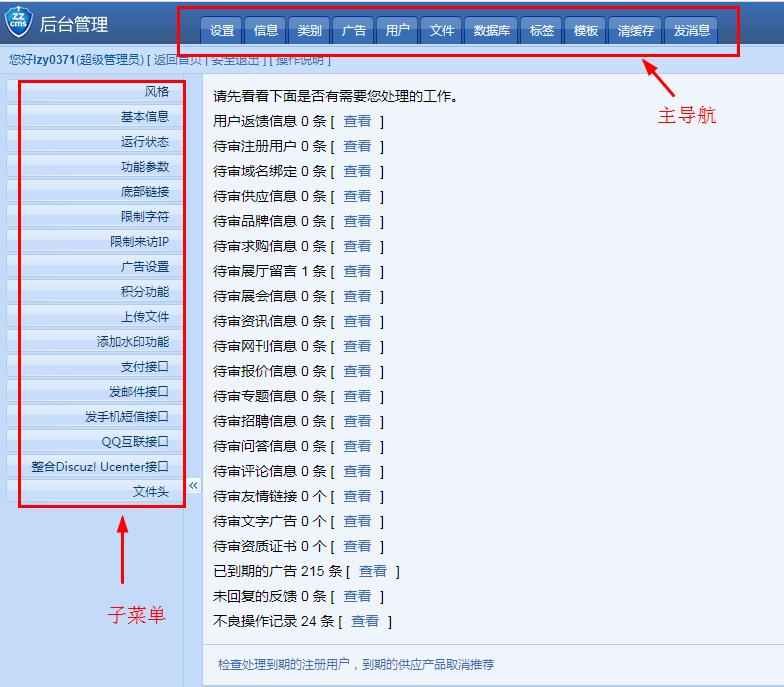 ZZ
cms
后台管理
设置 信息 类别 广告 用户 文件 数据库 标签 模板 清缓存 发消息
您好lzy0371(超级管理员) [ 返回首页 | 安全退出 ] [ 操作说明 ]
主导航
风格
基本信息
运行状态
功能参数
底部链接
限制字符
限制来访IP
广告设置
积分功能
上传文件
添加水印功能
支付接口
发邮件接口
发手机短信接口
QQ互联接口
整合Discuz! Ucenter接口
文件头
子菜单
«
请先看看下面是否有需要您处理的工作。
用户返馈信息 0 条 [ 查看 ]
待审注册用户 0 条 [ 查看 ]
待审域名绑定 0 条 [ 查看 ]
待审供应信息 0 条 [ 查看 ]
待审品牌信息 0 条 [ 查看 ]
待审求购信息 0 条 [ 查看 ]
待审展厅留言 1 条 [ 查看 ]
待审展会信息 0 条 [ 查看 ]
待审资讯信息 0 条 [ 查看 ]
待审网刊信息 0 条 [ 查看 ]
待审报价信息 0 条 [ 查看 ]
待审专题信息 0 条 [ 查看 ]
待审招聘信息 0 条 [ 查看 ]
待审问答信息 0 条 [ 查看 ]
待审评论信息 0 条 [ 查看 ]
待审友情链接 0 个 [ 查看 ]
待审文字广告 0 个 [ 查看 ]
待审资质证书 0 个 [ 查看 ]
已到期的广告 215 条 [ 查看 ]
未回复的反馈 0 条 [ 查看 ]
不良操作记录 24 条 [ 查看 ]
检查处理到期的注册用户，到期的供应产品取消推荐